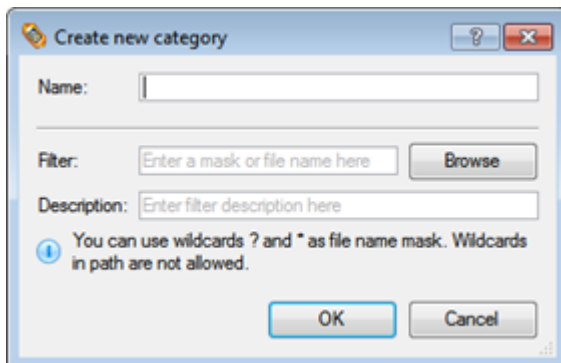 Create new category
Name:
Filter: Enter a mask or file name here Browse
Description: Enter filter description here
You can use wildcards ? and * as file name mask. Wildcards
in path are not allowed.
OK Cancel